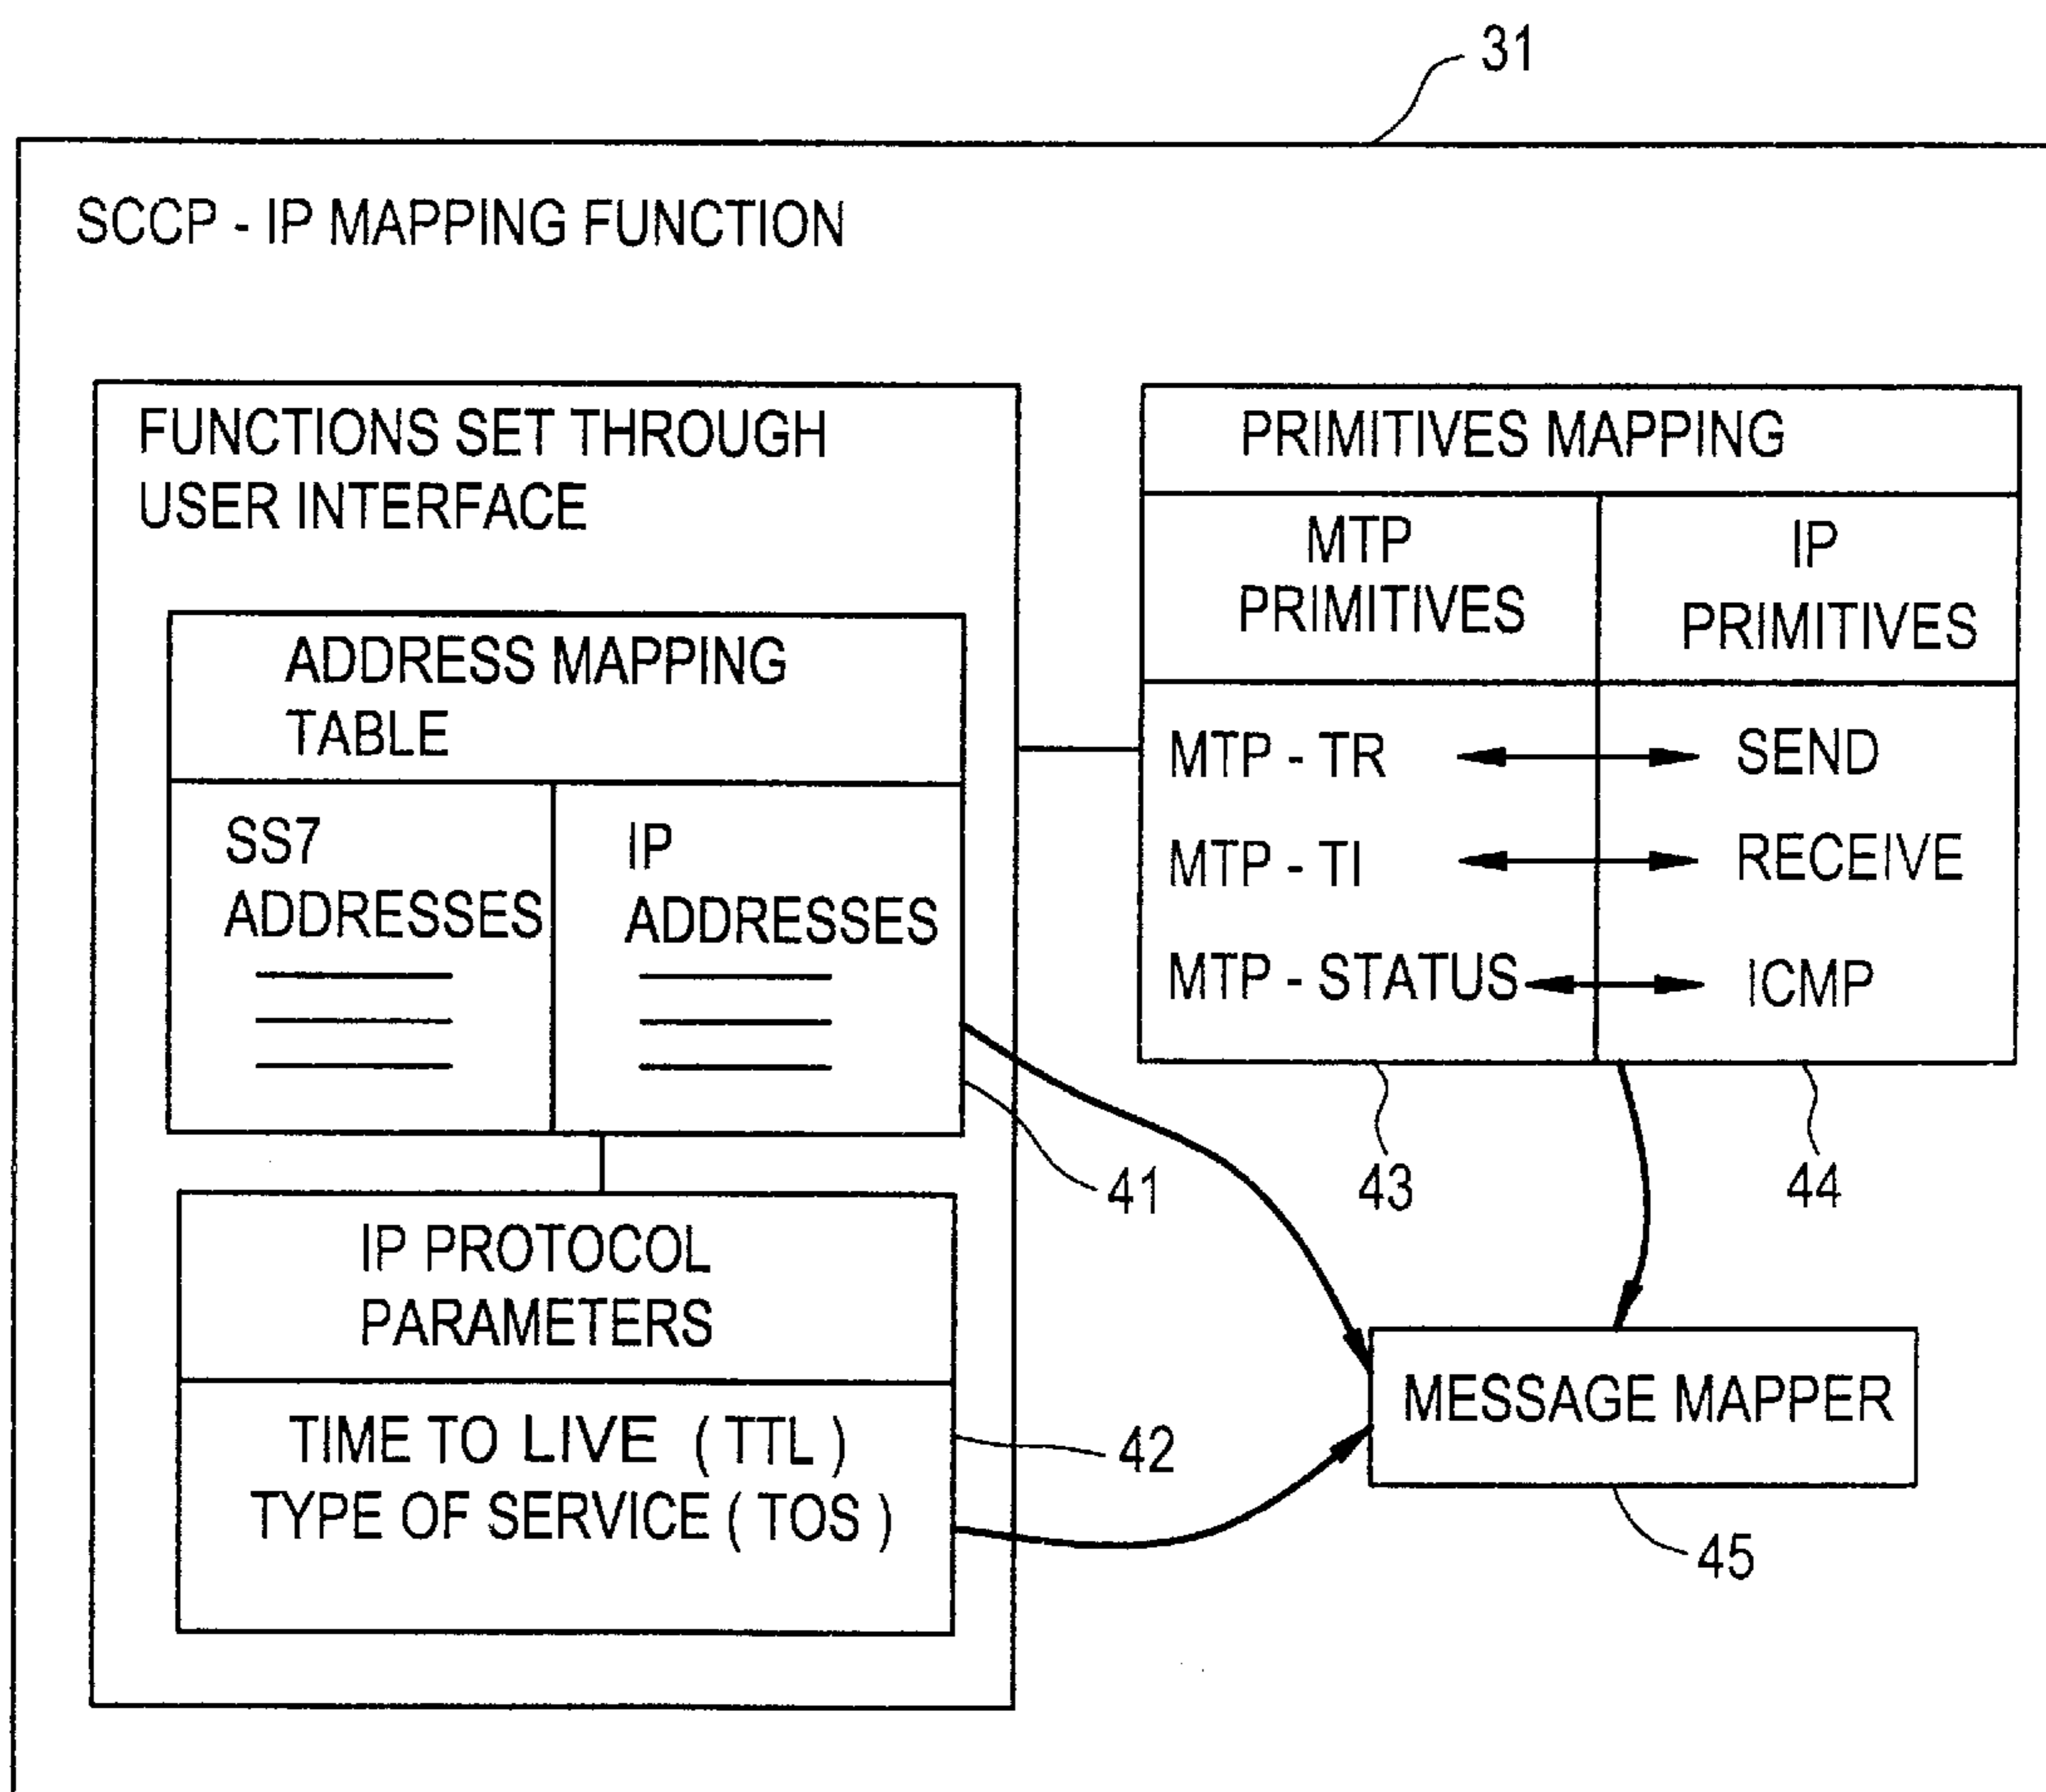 31
SCCP - IP MAPPING FUNCTION
FUNCTIONS SET THROUGH
USER INTERFACE
ADDRESS MAPPING
TABLE
SS7
ADDRESSES
IP
ADDRESSES
41
IP PROTOCOL
PARAMETERS
TIME TO LIVE (TTL)
TYPE OF SERVICE (TOS)
42
PRIMITIVES MAPPING
MTP
PRIMITIVES
IP
PRIMITIVES
MTP - TR SEND
MTP - TI RECEIVE
MTP - STATUS ICMP
43
44
MESSAGE MAPPER
45